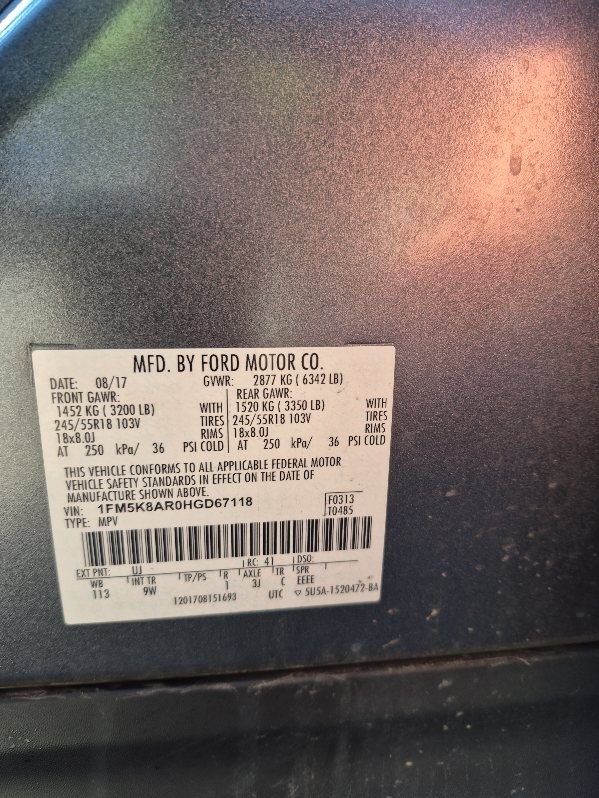 MFD. BY FORD MOTOR CO.
DATE: 08/17 GVWR: 2877 KG ( 6342 LB)
FRONT GAWR: REAR GAWR:
1452 KG ( 3200 LB) WITH 1520 KG ( 3350 LB) WITH
245/55R18 103V TIRES 245/55R18 103V TIRES
18x8.0J RIMS 18x8.0J RIMS
AT 250 kPa/ 36 PSI COLD AT 250 kPa/ 36 PSI COLD
THIS VEHICLE CONFORMS TO ALL APPLICABLE FEDERAL MOTOR
VEHICLE SAFETY STANDARDS IN EFFECT ON THE DATE OF
MANUFACTURE SHOWN ABOVE.
VIN: 1FM5K8AR0HGD67118 F0313
TYPE: MPV T0485
EXT PNT: UJ RC: 41 DSO:
WB INT TR TP/PS R AXLE TR SPR
113 9W 1 3J C EEEE
1201708151693 UTC ▽ 5U5A-1520472-BA